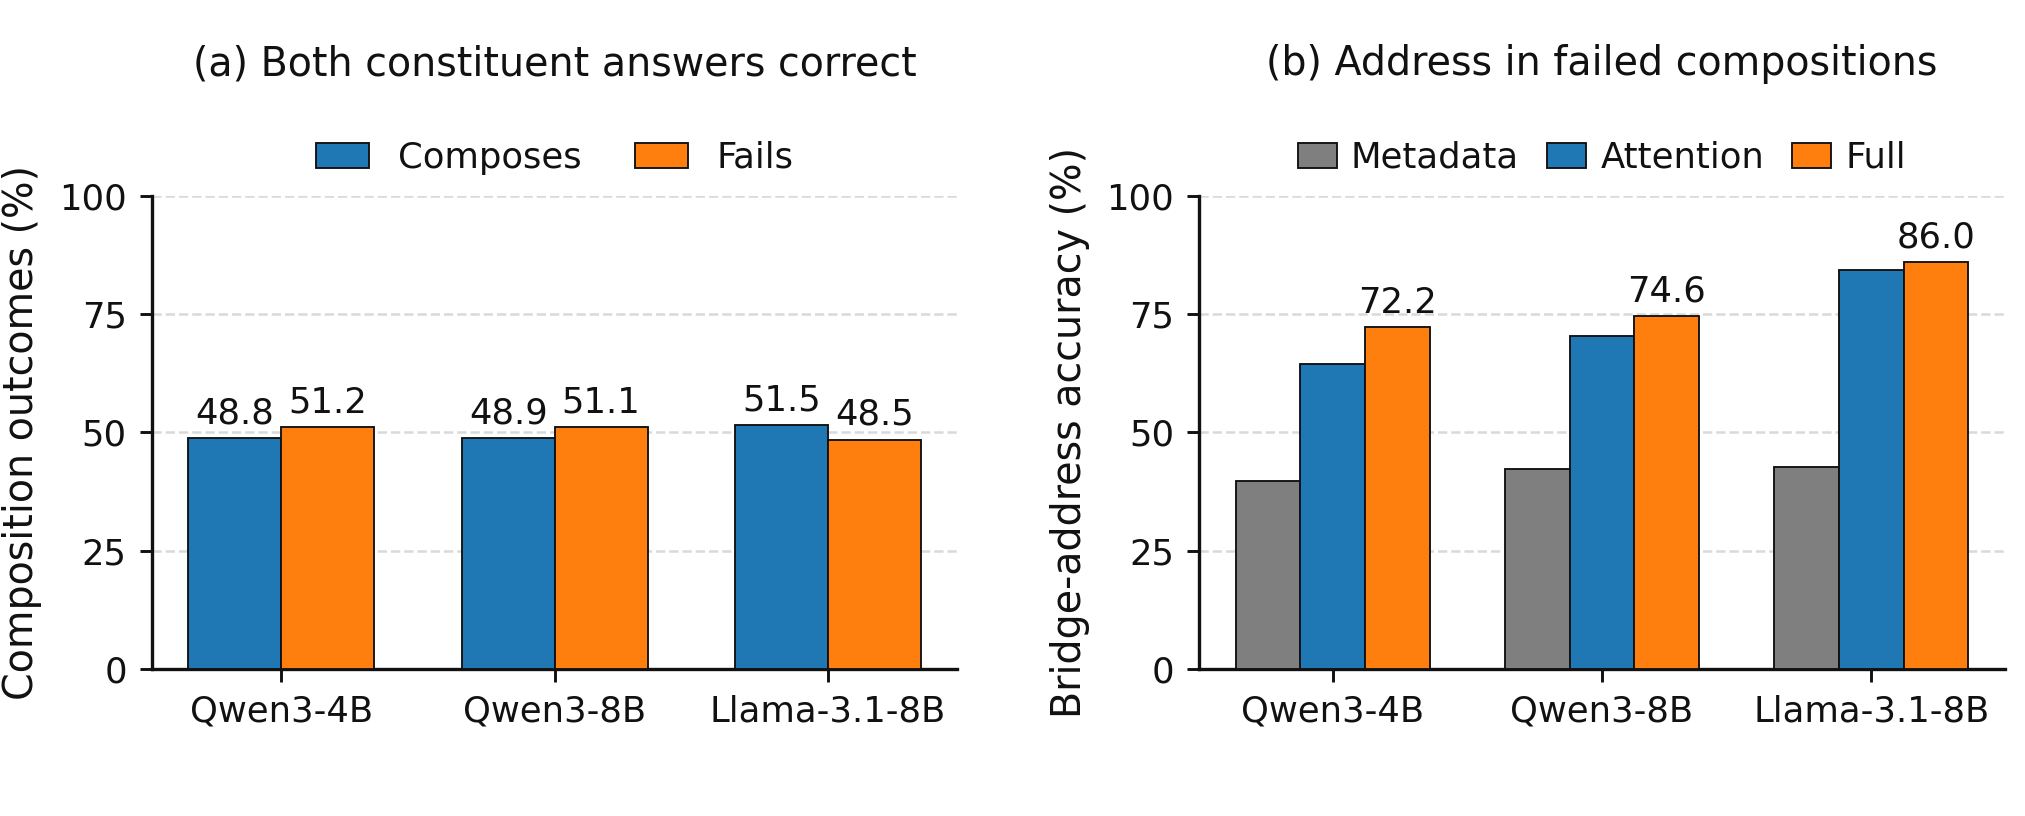 (a) Both constituent answers correct
Composes Fails
Composition outcomes (%)
100
75
50
25
0
48.8 51.2
48.9 51.1
51.5 48.5
Qwen3-4B Qwen3-8B Llama-3.1-8B
(b) Address in failed compositions
Metadata Attention Full
Bridge-address accuracy (%)
100
75
50
25
0
72.2
74.6
86.0
Qwen3-4B Qwen3-8B Llama-3.1-8B